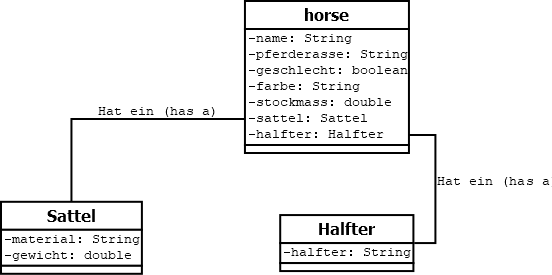 horse
-name: String
-pferderasse: String
-geschlecht: boolean
-farbe: String
-stockmass: double
-sattel: Sattel
-halfter: Halfter
Hat ein (has a)
Hat ein (has a
Sattel
-material: String
-gewicht: double
Halfter
-halfter: String